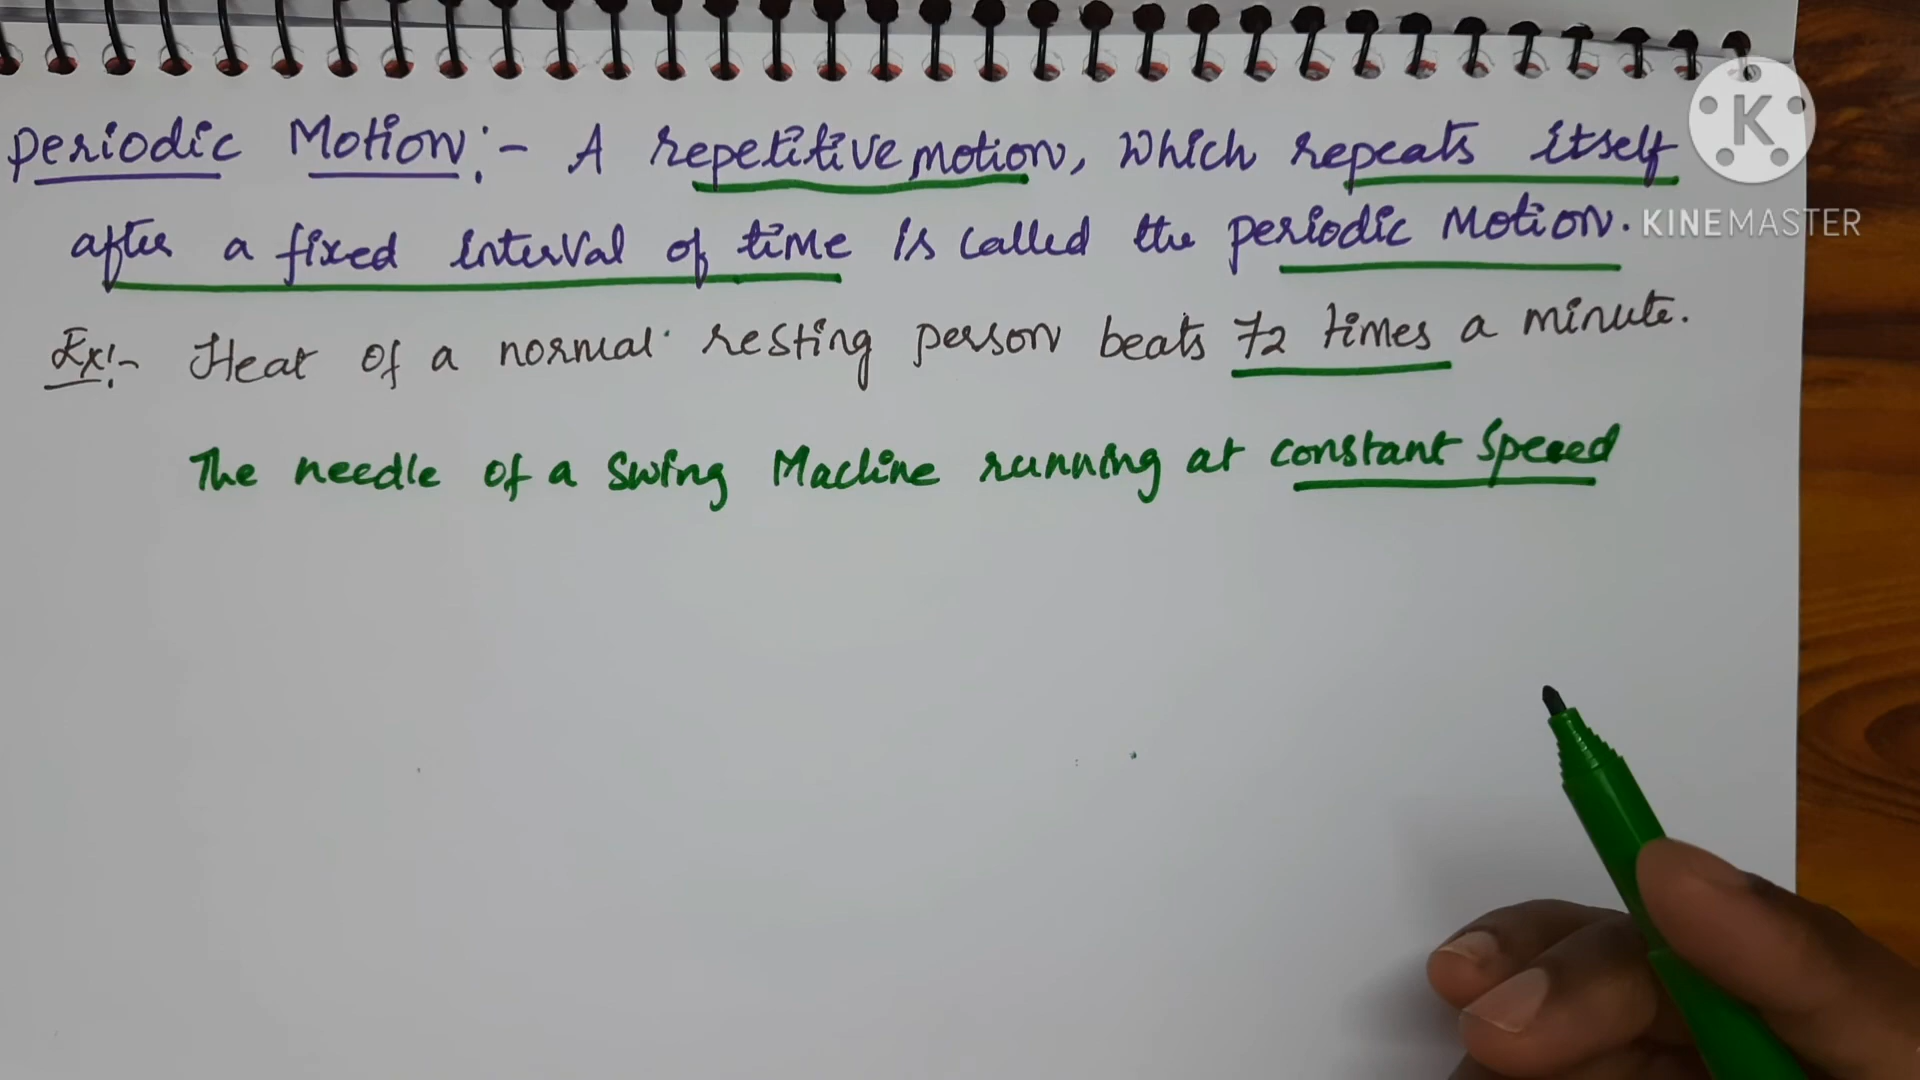 Periodic Motion:- A repetitive motion, which repeats itself
after a fixed interval of time is called the periodic Motion.
Ex:- Heat of a normal resting person beats 72 times a minute.
The needle of a Swing Machine running at constant Speeed
K
KINEMASTER